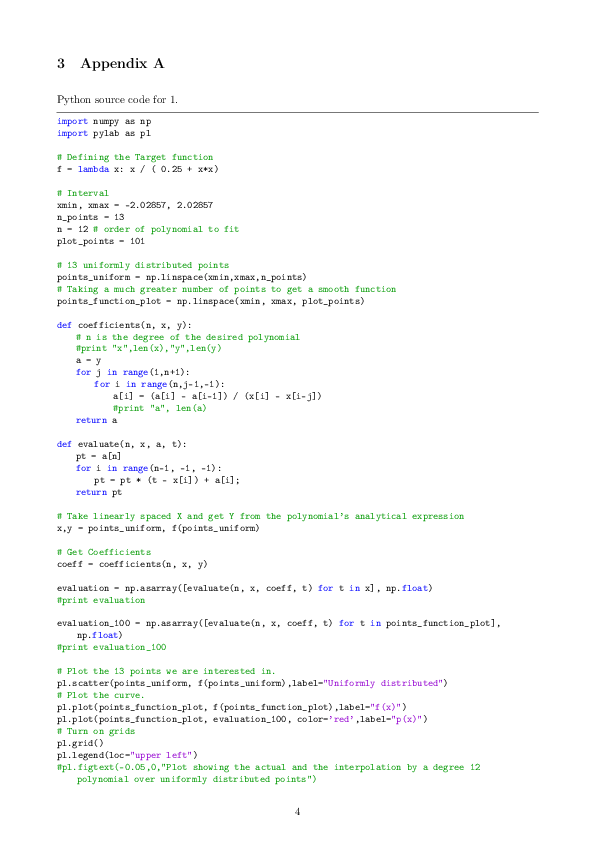 3 Appendix A
Python source code for 1.
import numpy as np
import pylab as pl
# Defining the Target function
f = lambda x: x / ( 0.25 + x*x)
# Interval
xmin, xmax = -2.02857, 2.02857
n_points = 13
n = 12 # order of polynomial to fit
plot_points = 101
# 13 uniformly distributed points
points_uniform = np.linspace(xmin,xmax,n_points)
# Taking a much greater number of points to get a smooth function
points_function_plot = np.linspace(xmin, xmax, plot_points)
def coefficients(n, x, y):
# n is the degree of the desired polynomial
#print "x",len(x),"y",len(y)
a = y
for j in range(1,n+1):
for i in range(n,j-1,-1):
a[i] = (a[i] - a[i-1]) / (x[i] - x[i-j])
#print "a", len(a)
return a
def evaluate(n, x, a, t):
pt = a[n]
for i in range(n-1, -1, -1):
pt = pt * (t - x[i]) + a[i];
return pt
# Take linearly spaced X and get Y from the polynomial's analytical expression
x,y = points_uniform, f(points_uniform)
# Get Coefficients
coeff = coefficients(n, x, y)
evaluation = np.asarray([evaluate(n, x, coeff, t) for t in x] , np.float)
#print evaluation
evaluation_100 = np.asarray([evaluate(n, x, coeff, t) for t in points_function_plot],
np.float)
#print evaluation_100
# Plot the 13 points we are interested in.
pl.scatter(points_uniform, f(points_uniform),label="Uniformly distributed")
# Plot the curve.
pl.plot(points_function_plot, f(points_function_plot),label="f(x)")
pl.plot(points_function_plot, evaluation_100, color='red',label="p(x)")
# Turn on grids
pl.grid()
pl.legend(loc="upper left")
#pl.figtext(-0.05,0,"Plot showing the actual and the interpolation by a degree 12
polynomial over uniformly distributed points")
4